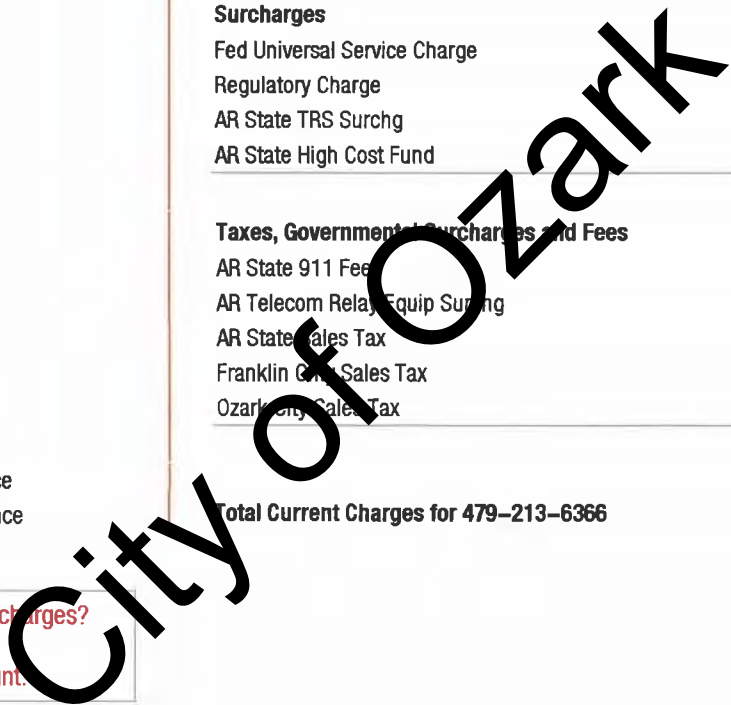 Surcharges
Fed Universal Service Charge
Regulatory Charge
AR State TRS Surchg
AR State High Cost Fund
Taxes, Governmental Surcharges and Fees
AR State 911 Fee
AR Telecom Relay Equip Surchg
AR State Sales Tax
Franklin Cnty Sales Tax
Ozark City Sales Tax
Total Current Charges for 479–213–6366
charges?
City of Ozark